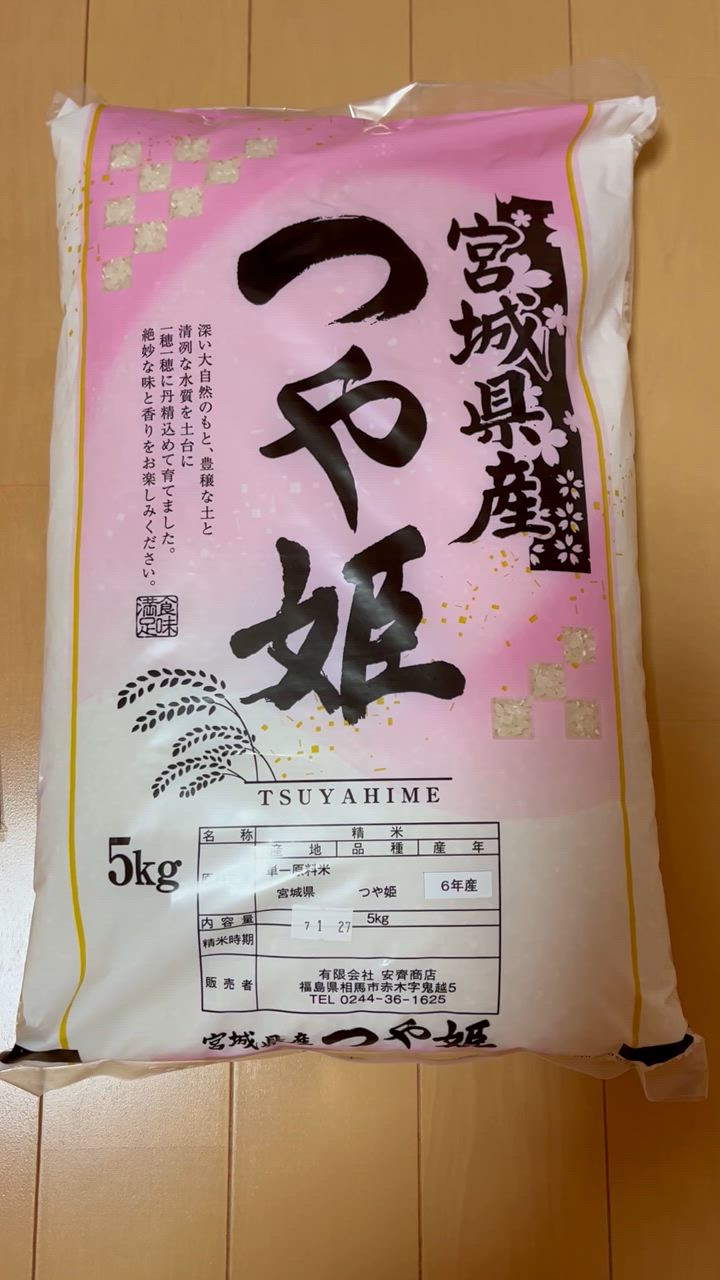 宮城県産
つや姫
深い大自然のもと、豊穣な土と
清冽な水質を土台に
一穂一穂に丹精込めて育てました。
絶妙な味と香りをお楽しみください。
食味
満足
TSUYAHIME
5kg
名 称 精 米
産 地 品 種 産 年
単一原料米
宮城県 つや姫 6年産
内容量 5kg
精米時期 7 1 27
販売者
有限会社 安齊商店
福島県相馬市赤木字鬼越5
TEL 0244-36-1625
宮城県産 つや姫